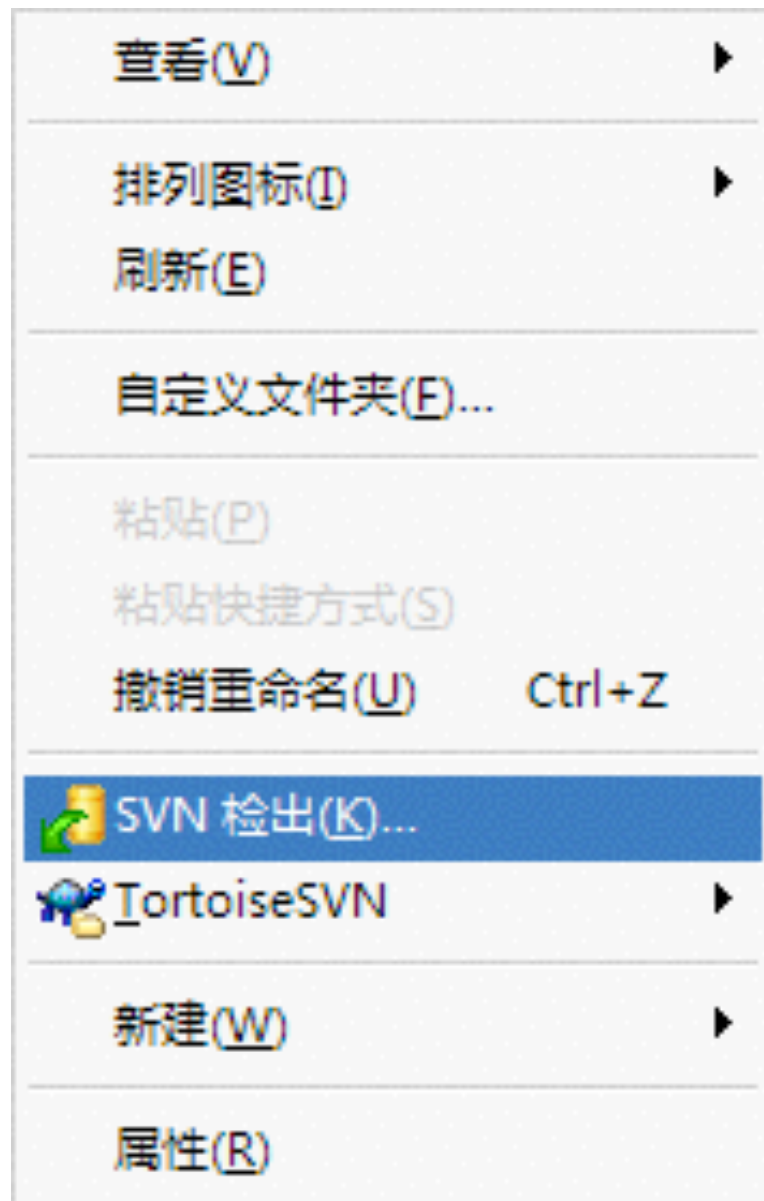 查看(V)
排列图标(I)
刷新(E)
自定义文件夹(F)...
粘贴(P)
粘贴快捷方式(S)
撤销重命名(U) Ctrl+Z
SVN 检出(K)...
TortoiseSVN
新建(W)
属性(R)